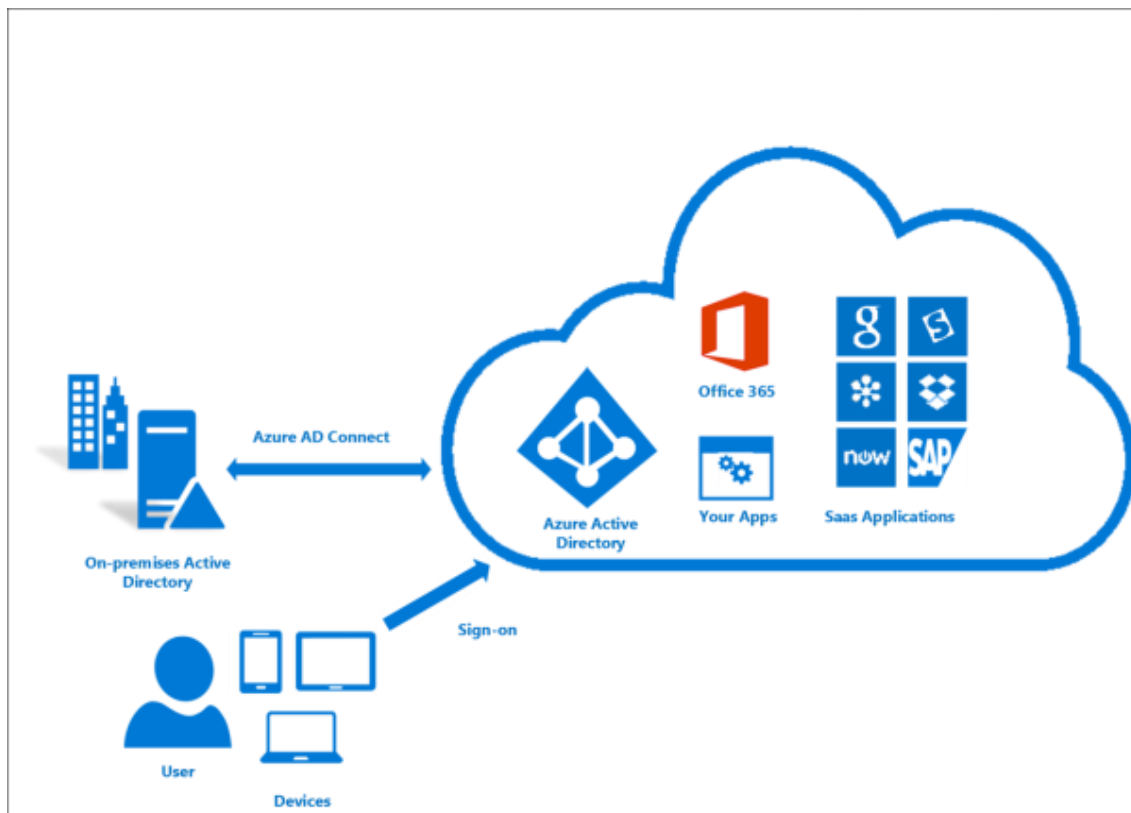 Office 365
g
S
now
SAP
Azure AD Connect
Azure Active
Directory
Your Apps
Saas Applications
On-premises Active
Directory
Sign-on
User
Devices